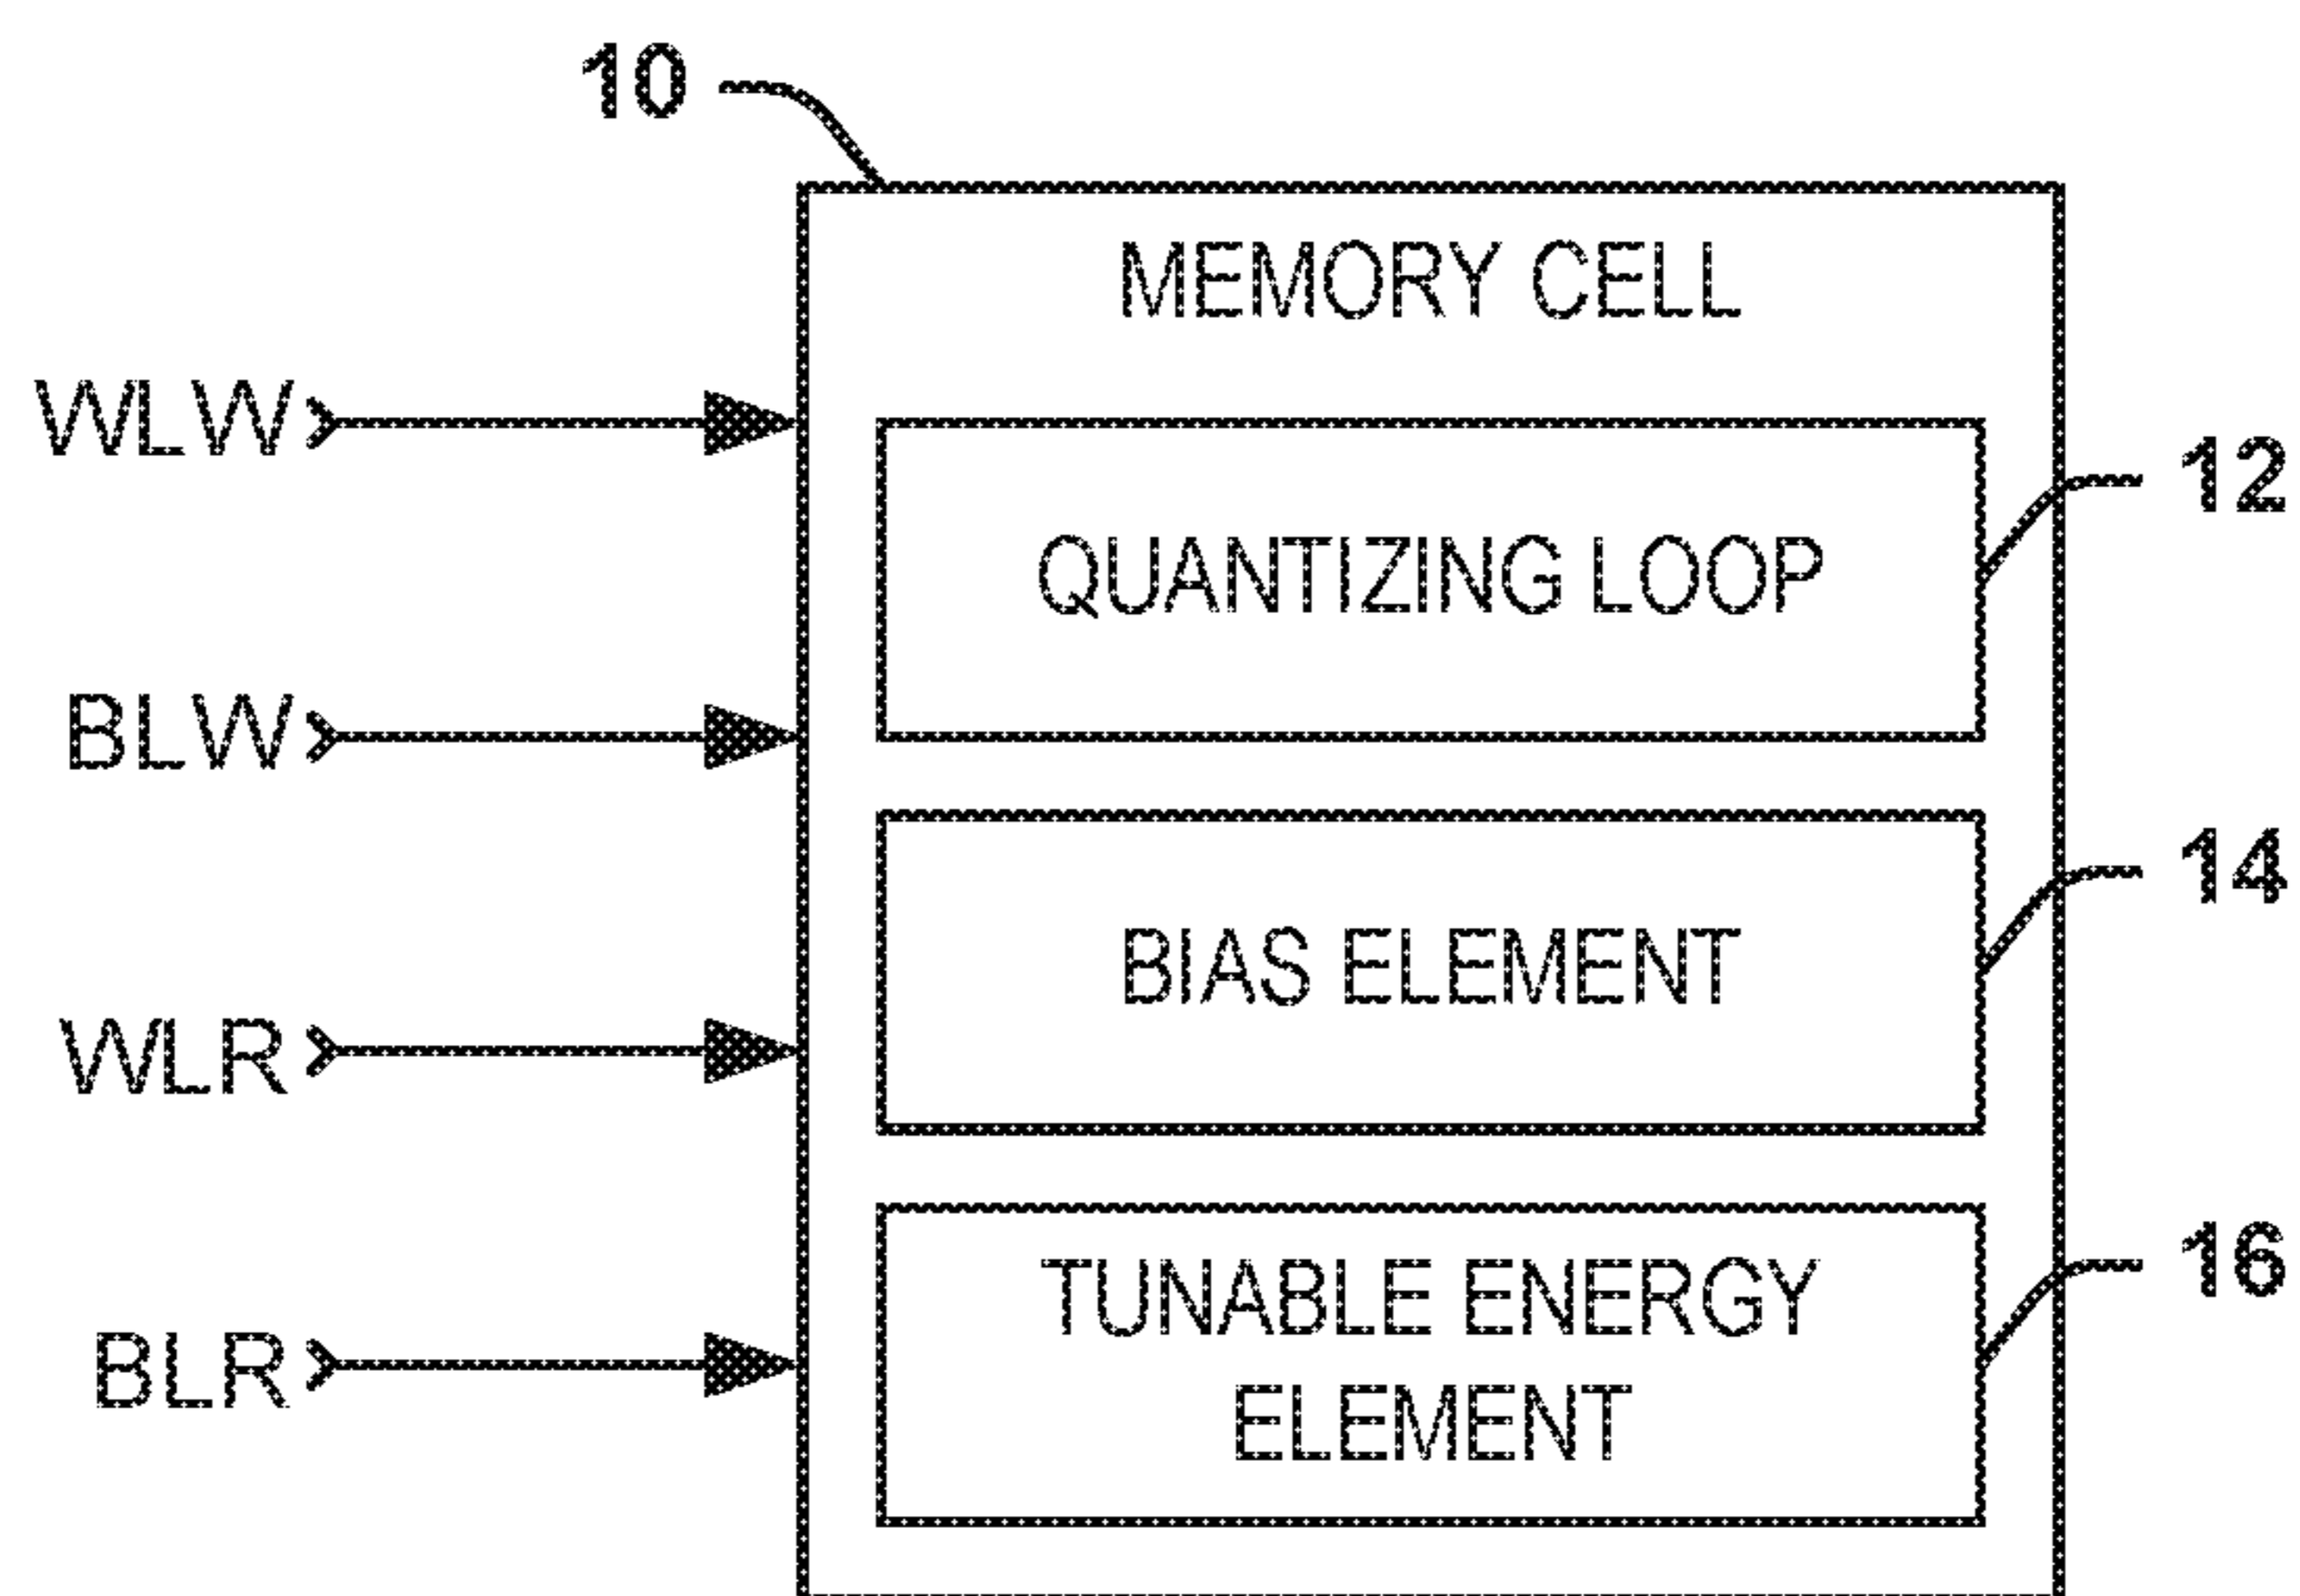 10
MEMORY CELL
WLW
12
QUANTIZING LOOP
BLW
14
BIAS ELEMENT
WLR
16
TUNABLE ENERGY
ELEMENT
BLR